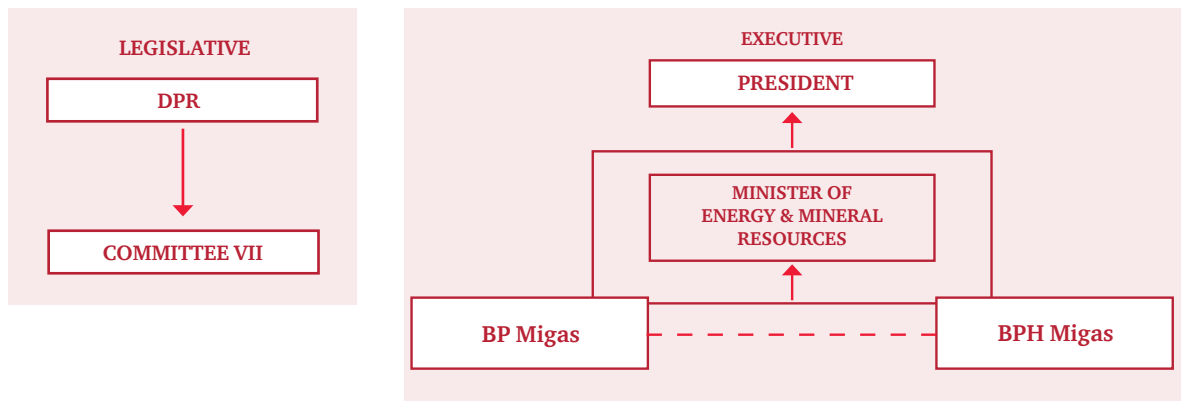 LEGISLATIVE
DPR
COMMITTEE VII
EXECUTIVE
PRESIDENT
MINISTER OF
ENERGY & MINERAL
RESOURCES
BP Migas
BPH Migas